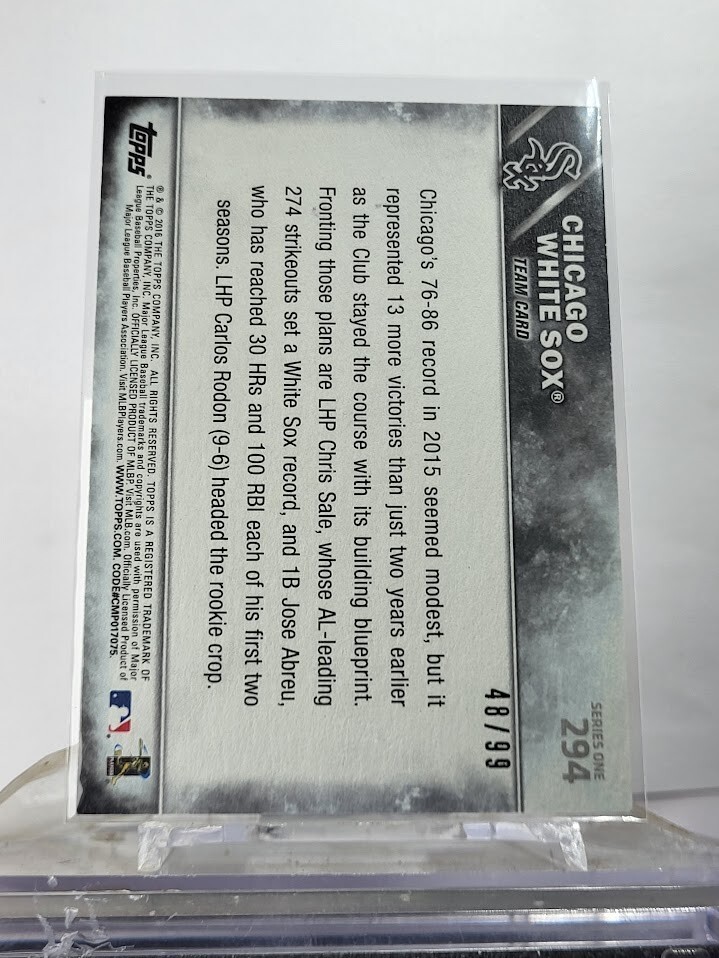 CHICAGO
WHITE SOX®
TEAM CARD
SERIES ONE
294
48/99
Chicago's 76-86 record in 2015 seemed modest, but it
represented 13 more victories than just two years earlier
as the Club stayed the course with its building blueprint.
Fronting those plans are LHP Chris Sale, whose AL-leading
274 strikeouts set a White Sox record, and 1B Jose Abreu,
who has reached 30 HRs and 100 RBI each of his first two
seasons. LHP Carlos Rodon (9-6) headed the rookie crop.
topps®
® & © 2016 THE TOPPS COMPANY, INC. ALL RIGHTS RESERVED. TOPPS IS A REGISTERED TRADEMARK OF
THE TOPPS COMPANY, INC. Major League Baseball trademarks and copyrights are used with permission of Major
League Baseball Properties, Inc. OFFICIALLY LICENSED PRODUCT OF MLBP. Visit MLB.com. Officially Licensed Product of
Major League Baseball Players Association. Visit MLBPlayers.com. WWW.TOPPS.COM. CODE#CMP017075.